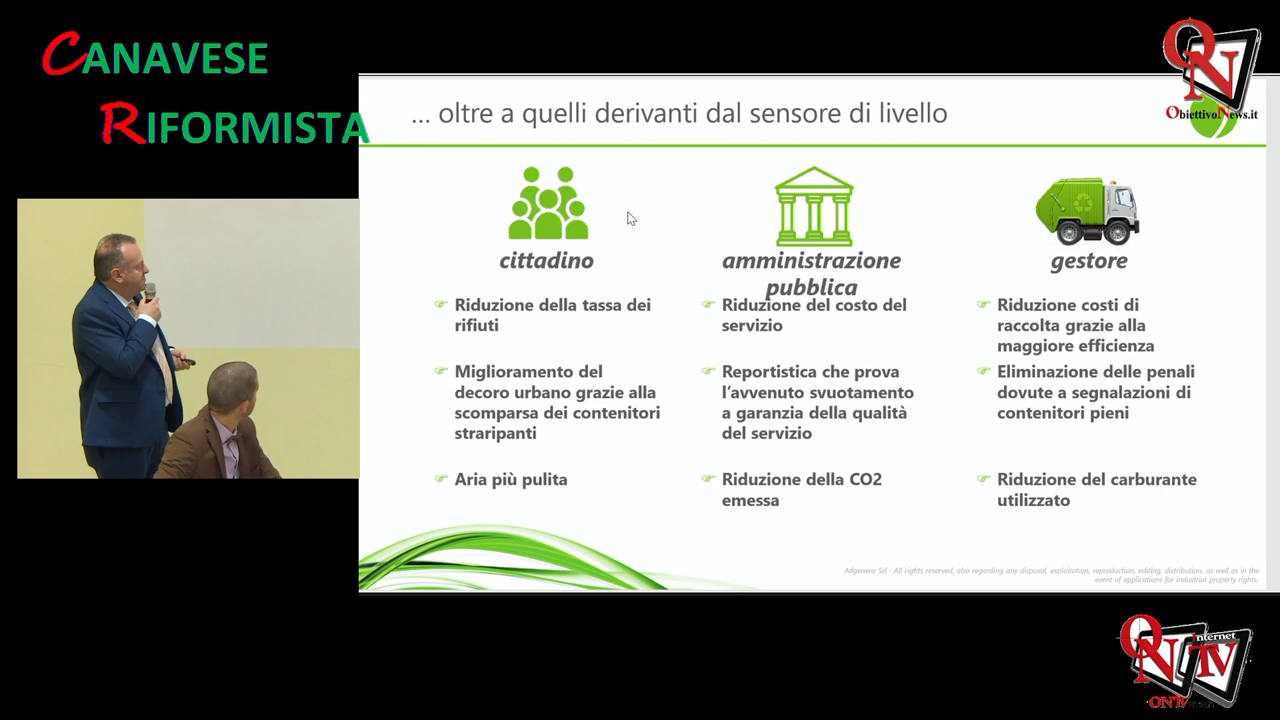 CANAVESE
RIFORMISTA
ON
ObiettivoNews.it
... oltre a quelli derivanti dal sensore di livello
cittadino
Riduzione della tassa dei
rifiuti
Miglioramento del
decoro urbano grazie alla
scomparsa dei contenitori
straripanti
Aria più pulita
amministrazione
pubblica
Riduzione del costo del
servizio
Reportistica che prova
l'avvenuto svuotamento
a garanzia della qualità
del servizio
Riduzione della CO2
emessa
gestore
Riduzione costi di
raccolta grazie alla
maggiore efficienza
Eliminazione delle penali
dovute a segnalazioni di
contenitori pieni
Riduzione del carburante
utilizzato
Adgenera Srl - All rights reserved, also regarding any disposal, exploitation, reproduction, editing, distribution, as well as in the
event of applications for industrial property rights.
ON
internet
TV
ONTV